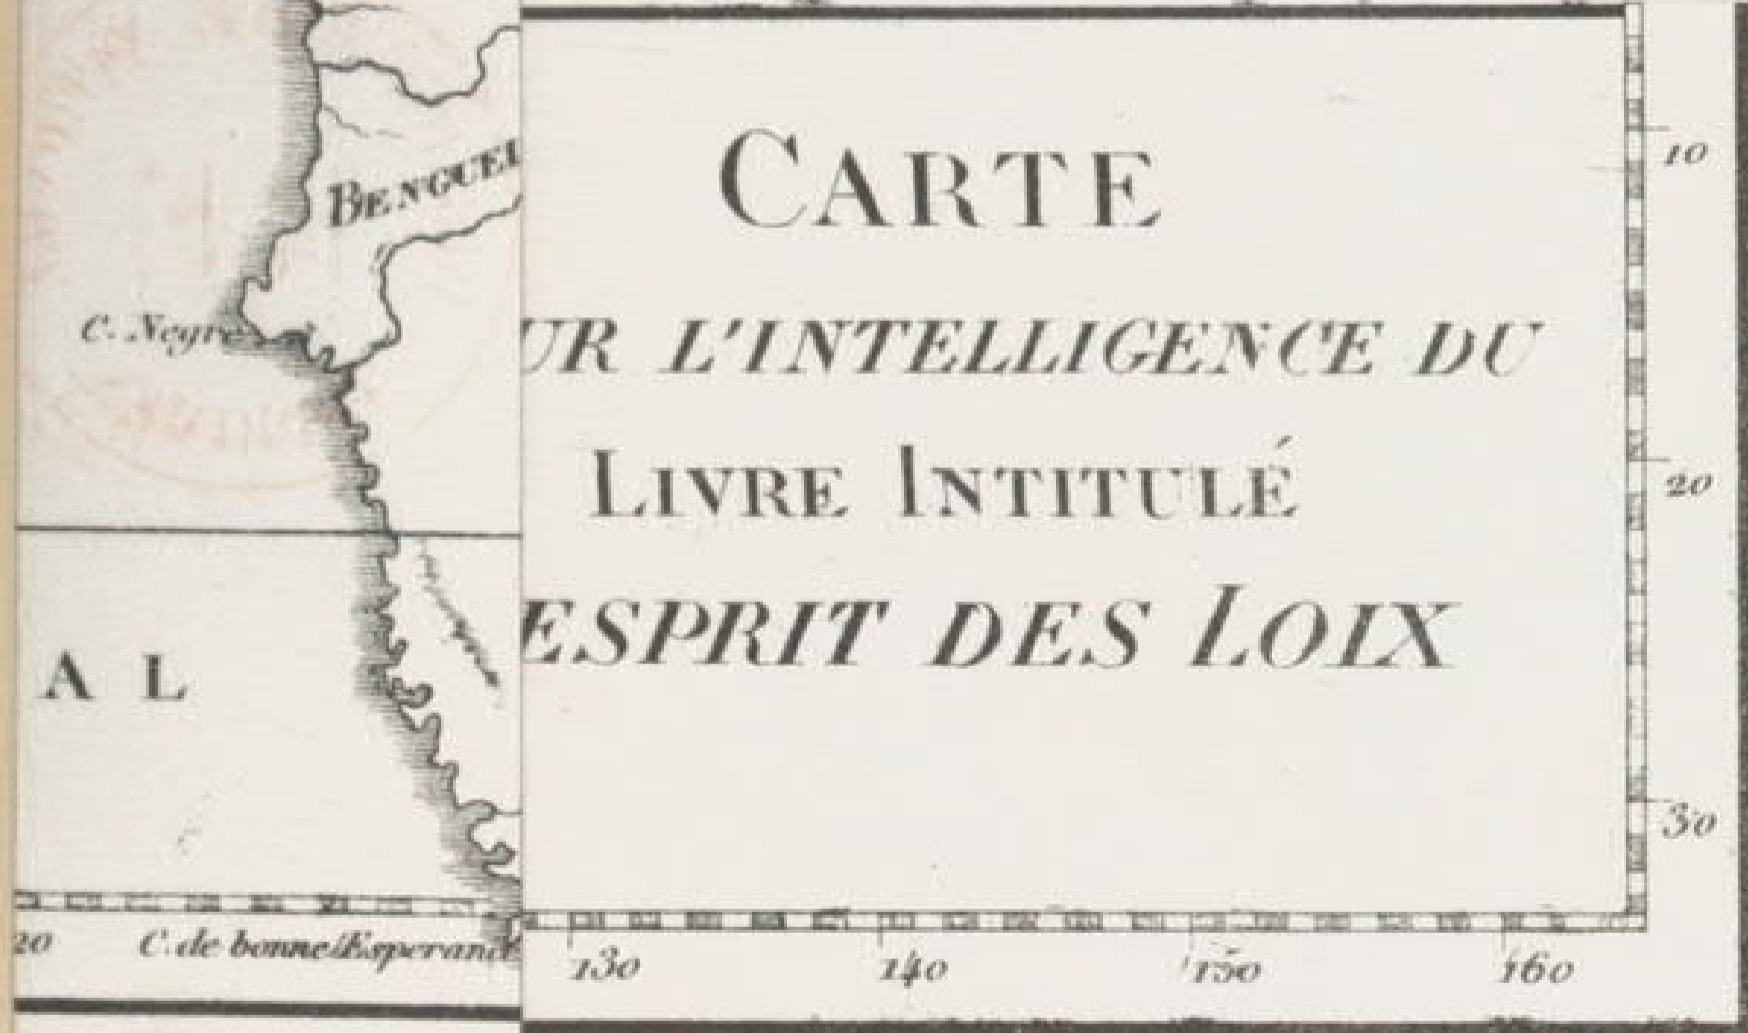 BENGUEL
C. Negre
A L
20
C. de bonne Esperance
CARTE
UR L'INTELLIGENCE DU
LIVRE INTITULÉ
ESPRIT DES LOIX
10
20
30
130
140
150
160